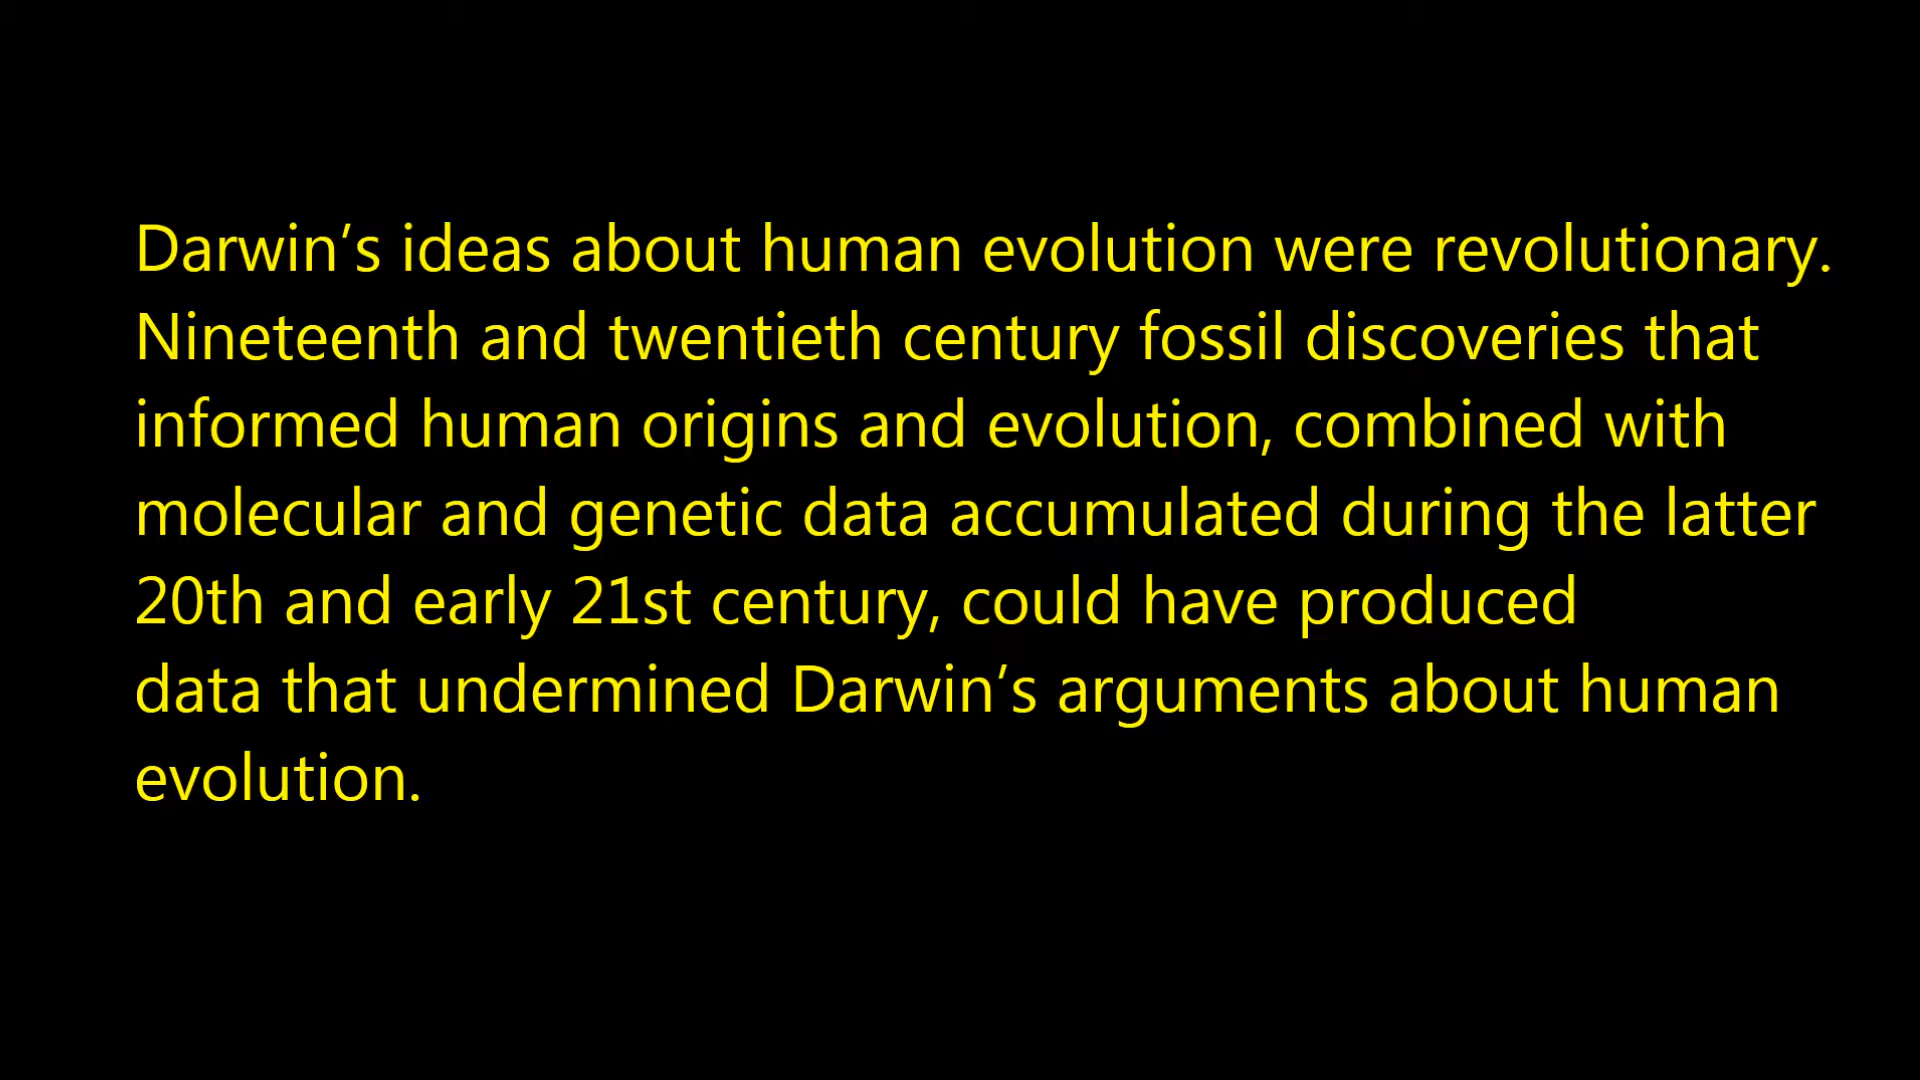 Darwin’s ideas about human evolution were revolutionary.
Nineteenth and twentieth century fossil discoveries that
informed human origins and evolution, combined with
molecular and genetic data accumulated during the latter
20th and early 21st century, could have produced
data that undermined Darwin’s arguments about human
evolution.